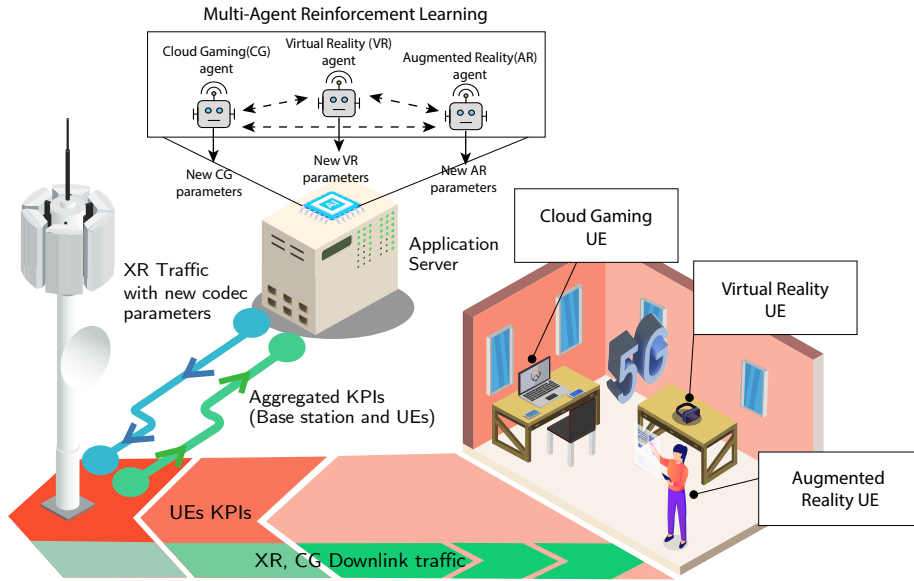 Multi-Agent Reinforcement Learning
Cloud Gaming(CG)
agent
Virtual Reality (VR)
agent
Augmented Reality(AR)
agent
New CG
parameters
New VR
parameters
New AR
parameters
Application
Server
XR Traffic
with new codec
parameters
Aggregated KPIs
(Base station and UEs)
Cloud Gaming
UE
Virtual Reality
UE
5G
Augmented
Reality UE
UEs KPIs
XR, CG Downlink traffic